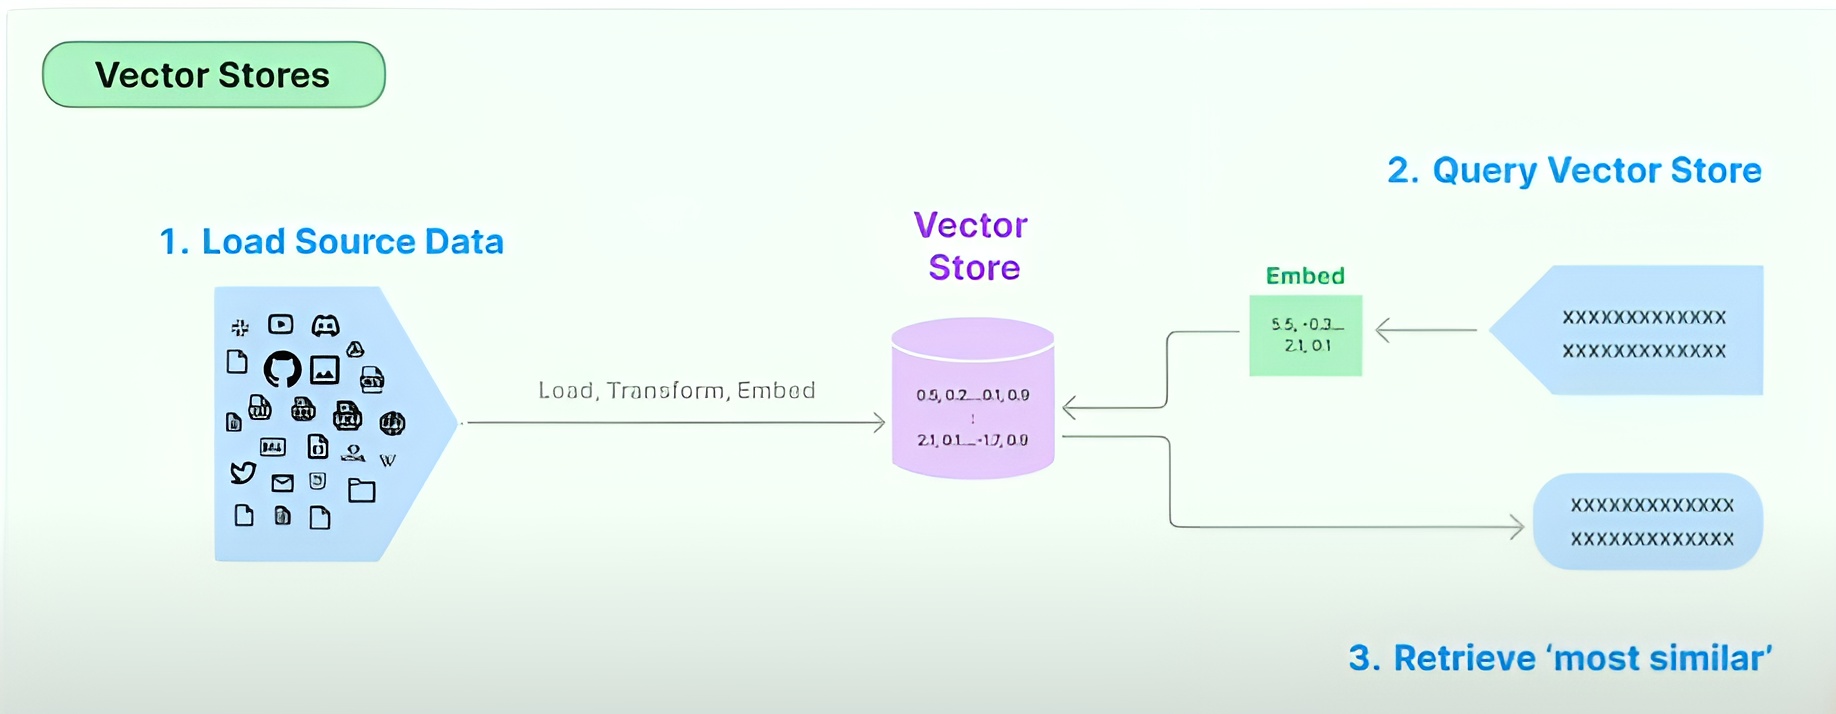 Vector Stores
1. Load Source Data
Load, Transform, Embed
Vector
Store
0.5, 0.2....0.1, 0.9
:
2.1, 0.1....-1.7, 0.9
2. Query Vector Store
Embed
5.5, -0.3...
2.1, 0.1
XXXXXXXXXXXXX
XXXXXXXXXXXXX
XXXXXXXXXXXXX
XXXXXXXXXXXXX
3. Retrieve ‘most similar’